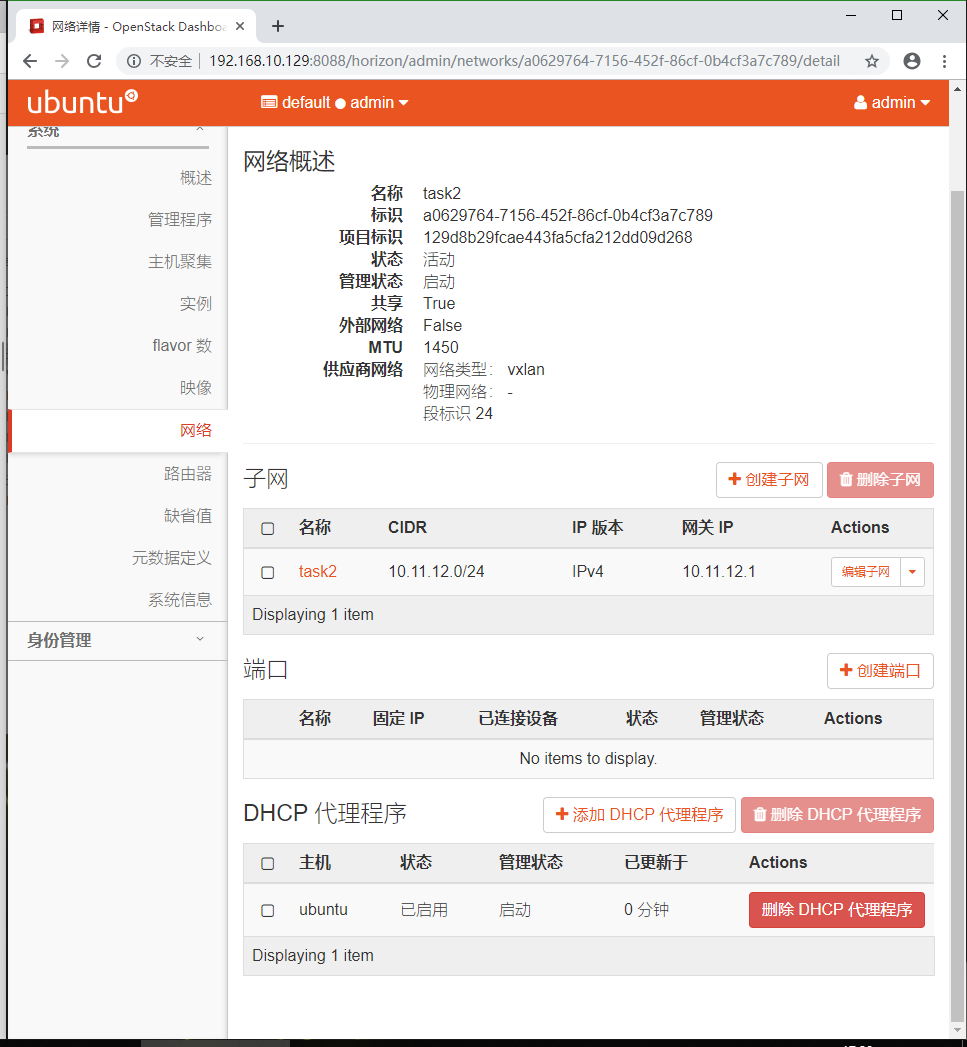 网络详情 - OpenStack Dashboa
不安全 192.168.10.129:8088/horizon/admin/networks/a0629764-7156-452f-86cf-0b4cf3a7c789/detail
ubuntu default admin admin
系统
概述
管理程序
主机聚集
实例
flavor 数
映像
网络
路由器
缺省值
元数据定义
系统信息
身份管理
网络概述
名称 task2
标识 a0629764-7156-452f-86cf-0b4cf3a7c789
项目标识 129d8b29fcae443fa5cfa212dd09d268
状态 活动
管理状态 启动
共享 True
外部网络 False
MTU 1450
供应商网络 网络类型： vxlan
物理网络： -
段标识 24
子网 创建子网 删除子网
名称 CIDR IP 版本 网关 IP Actions
task2 10.11.12.0/24 IPv4 10.11.12.1 编辑子网
Displaying 1 item
端口 创建端口
名称 固定 IP 已连接设备 状态 管理状态 Actions
No items to display.
DHCP 代理程序 添加 DHCP 代理程序 删除 DHCP 代理程序
主机 状态 管理状态 已更新于 Actions
ubuntu 已启用 启动 0 分钟 删除 DHCP 代理程序
Displaying 1 item